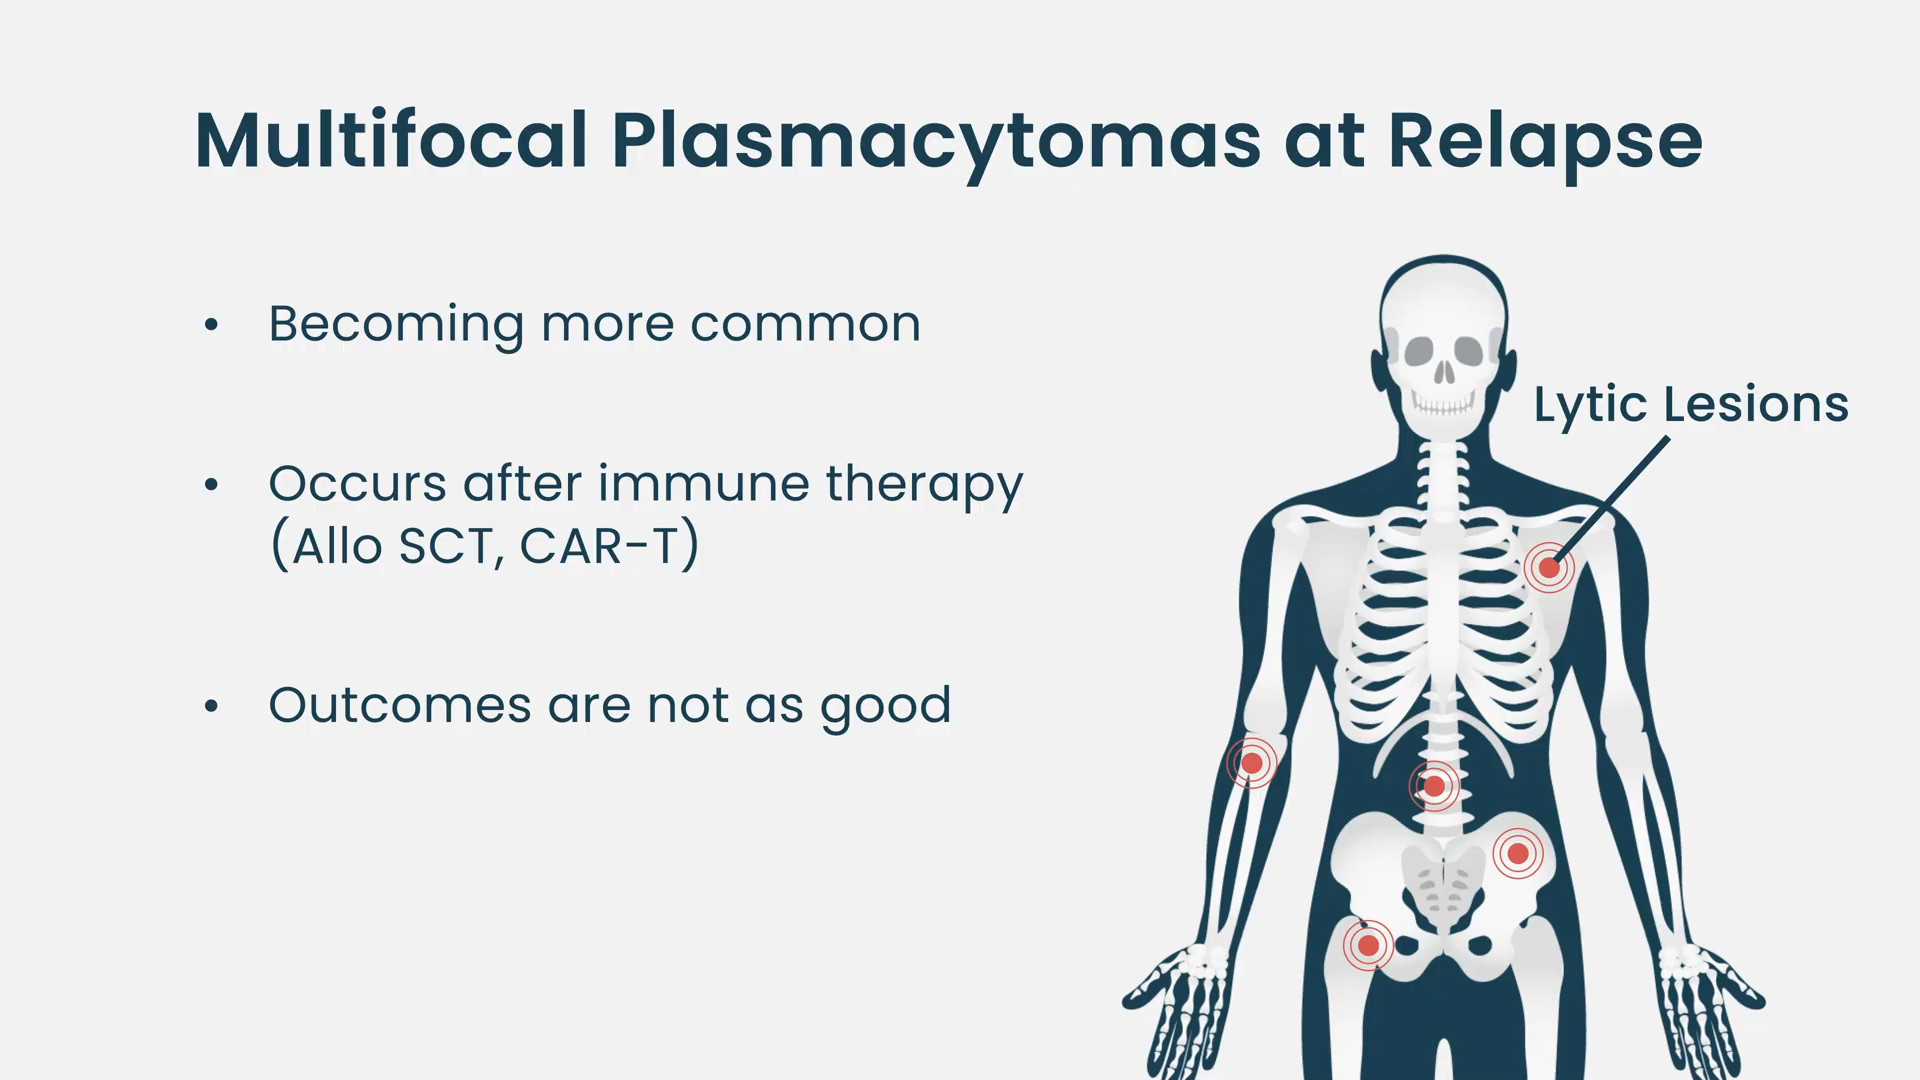 Multifocal Plasmacytomas at Relapse
• Becoming more common
Lytic Lesions
• Occurs after immune therapy
(Allo SCT, CAR-T)
• Outcomes are not as good